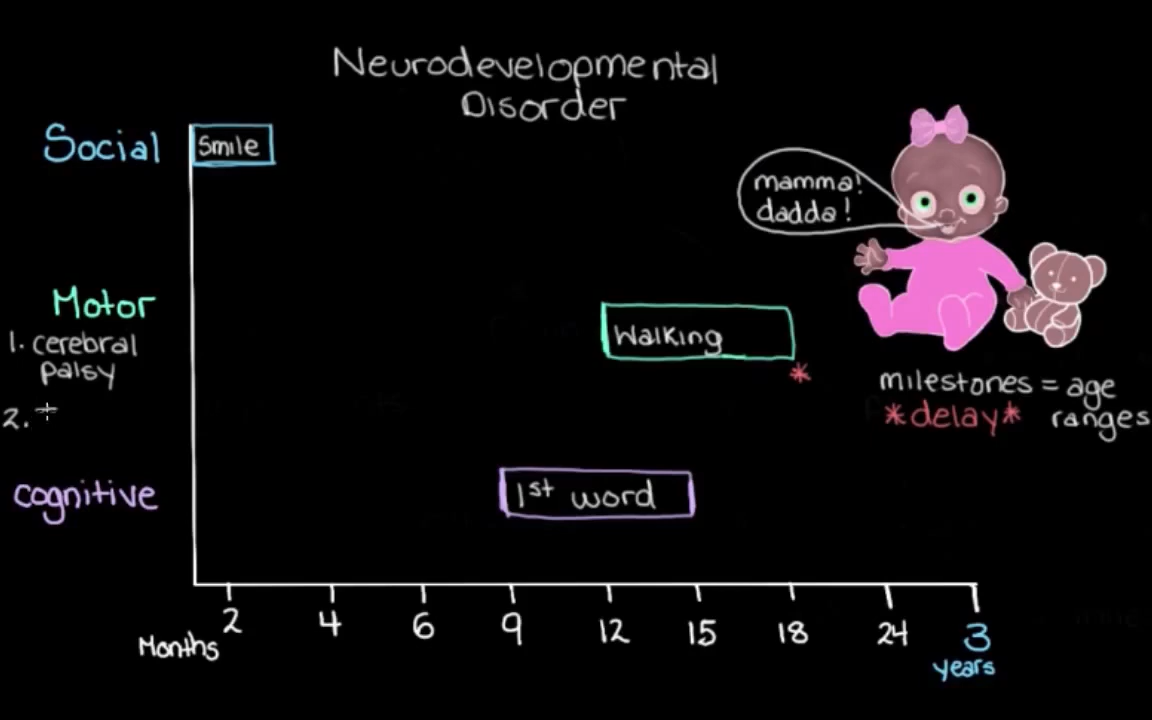 Neurodevelopmental
Disorder
Social
Smile
mamma!
dadda!
Motor
1. cerebral
palsy
2.
Walking
*
milestones = age
ranges
*delay*
cognitive
1st word
Months
2
4
6
9
12
15
18
24
3
years